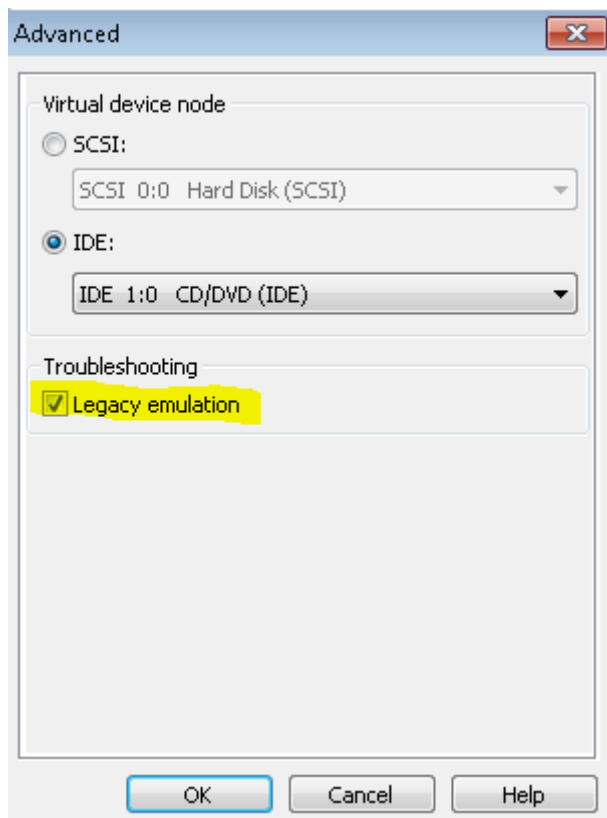 Advanced
Virtual device node
SCSI:
SCSI 0:0 Hard Disk (SCSI)
IDE:
IDE 1:0 CD/DVD (IDE)
Troubleshooting
Legacy emulation
OK Cancel Help